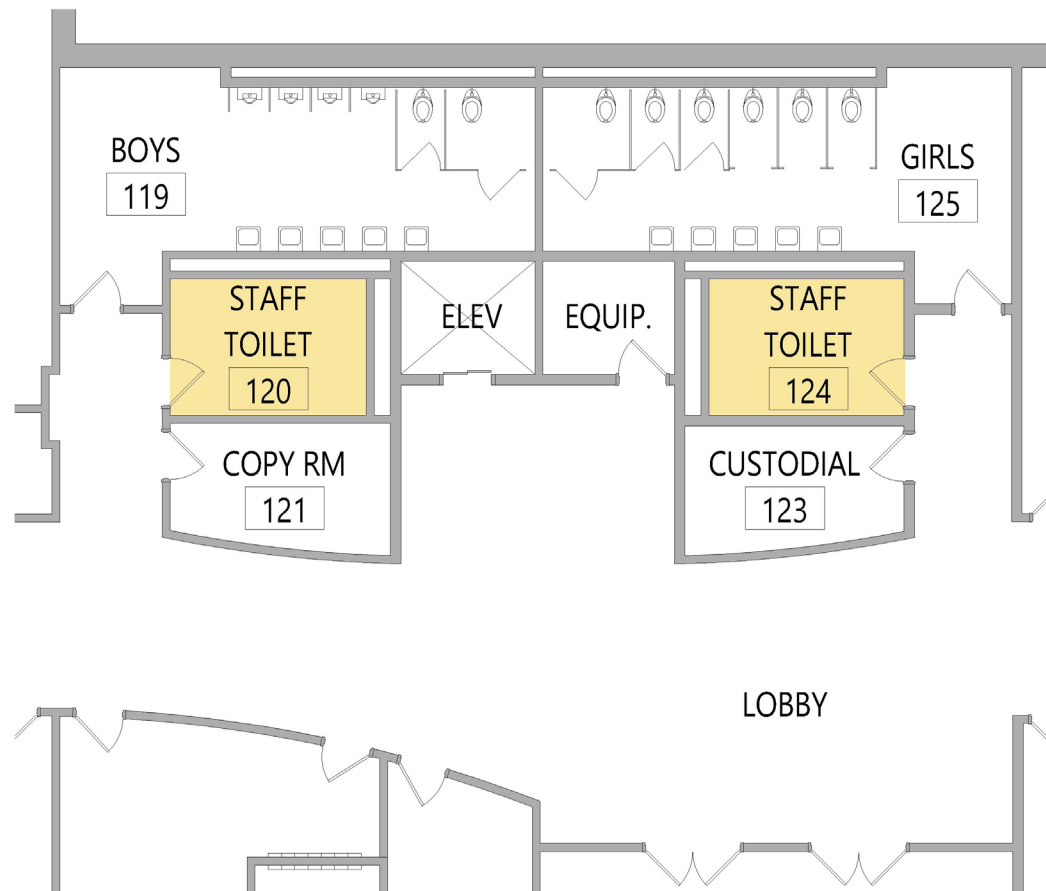 BOYS
119
GIRLS
125
STAFF
TOILET
120
ELEV
EQUIP.
STAFF
TOILET
124
COPY RM
121
CUSTODIAL
123
LOBBY